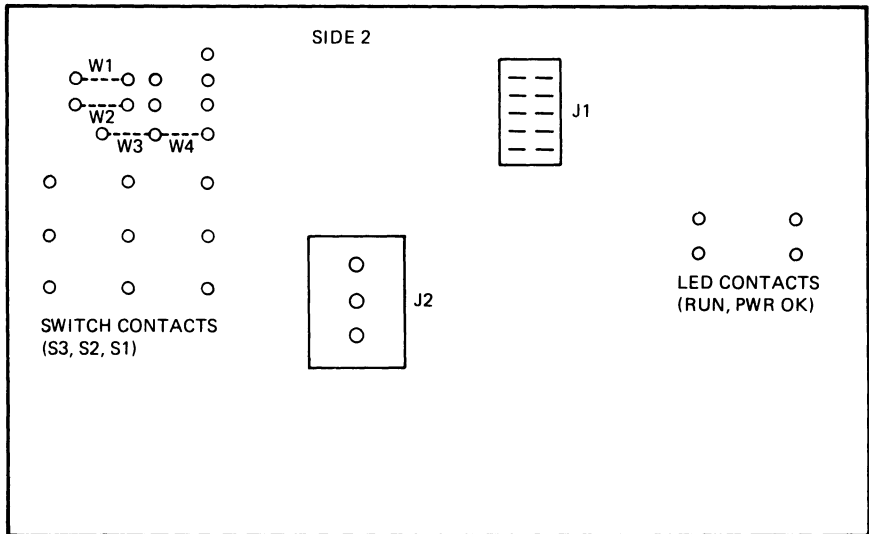 SIDE 2
W1
W2
W3 W4
J1
J2
SWITCH CONTACTS
(S3, S2, S1)
LED CONTACTS
(RUN, PWR OK)